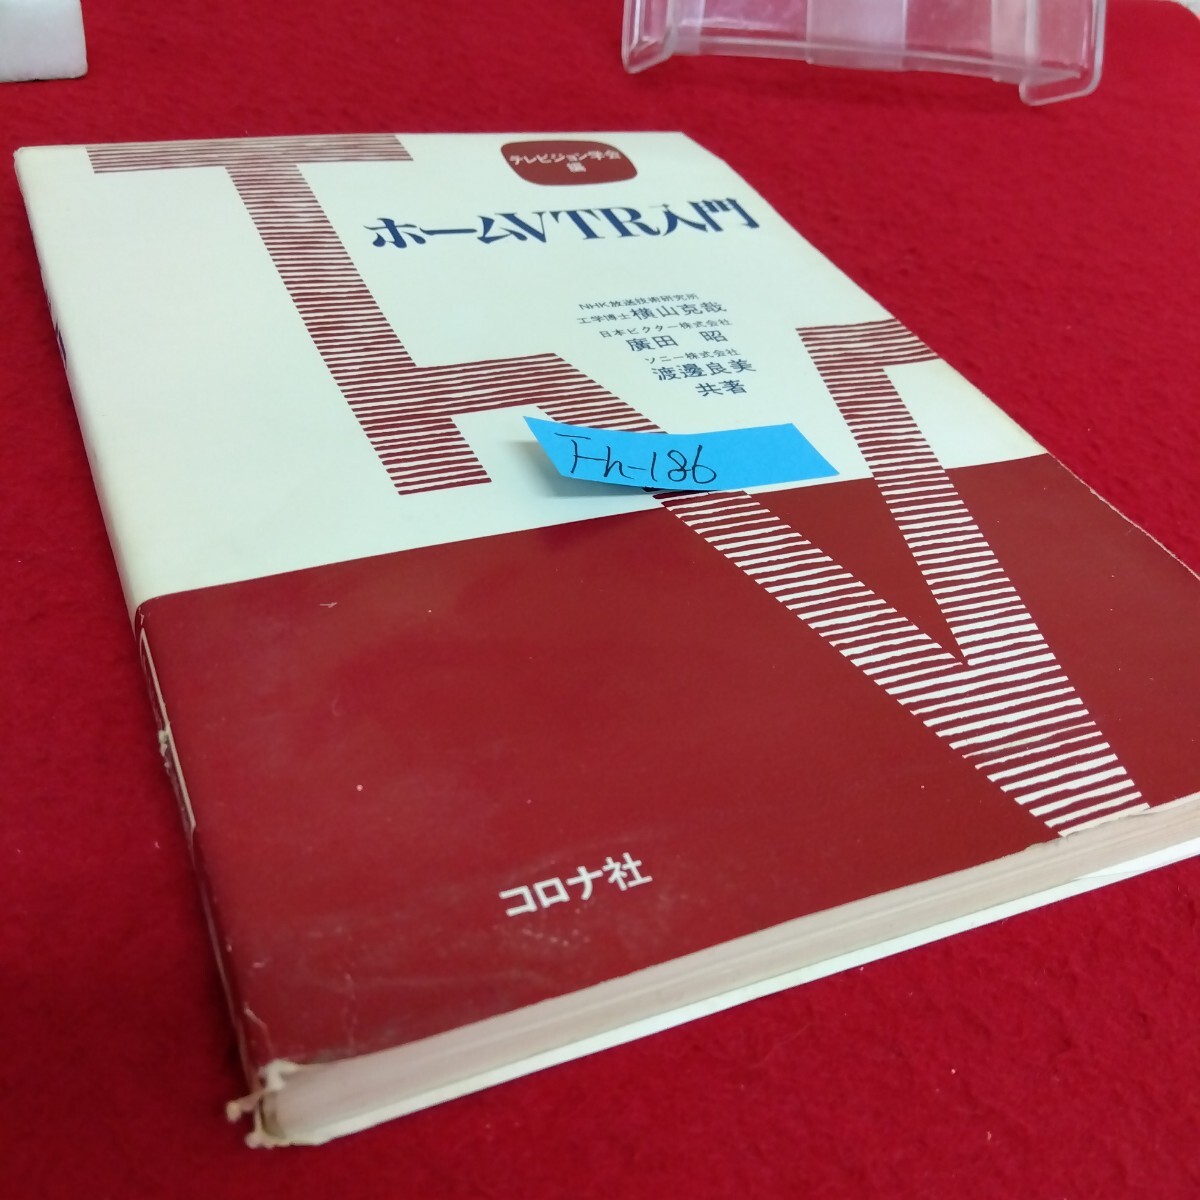 テレビジョン学会
編
ホームVTR入門
NHK放送技術研究所
工学博士 横山克哉
日本ビクター株式会社
廣田 昭
ソニー株式会社
渡邊良美
共著
Fh-186
コロナ社